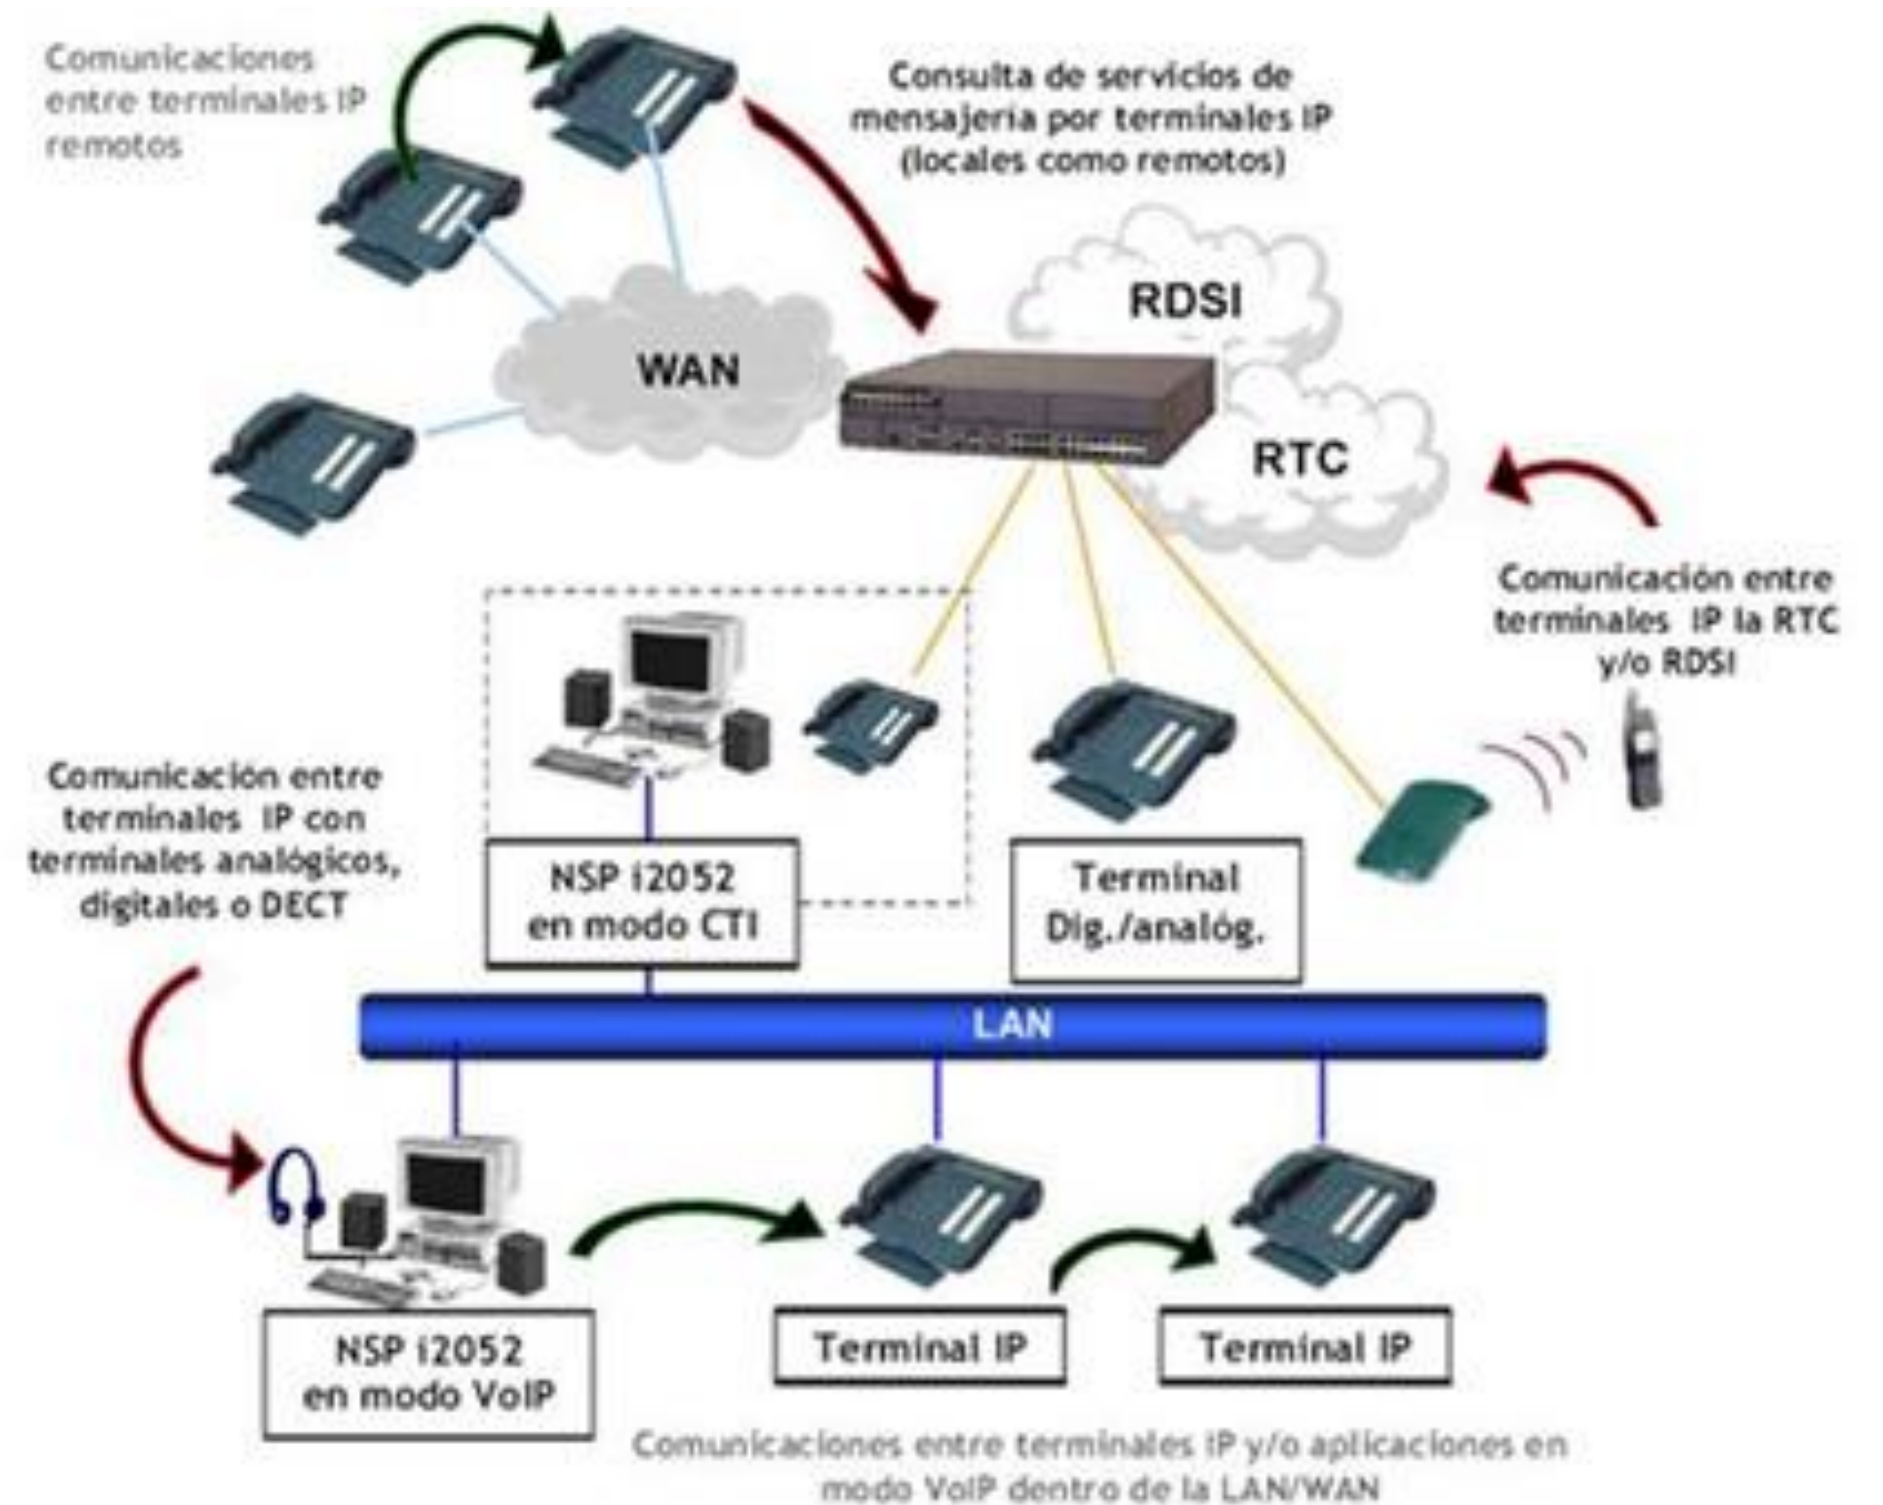 Comunicaciones
entre terminales IP
remotos
Consulta de servicios de
mensajería por terminales IP
(locales como remotos)
RDSI
WAN
RTC
Comunicación entre
terminales IP la RTC
y/o RDSI
Comunicación entre
terminales IP con
terminales analógicos,
digitales o DECT
NSP i2052
en modo CTI
Terminal
Dig./analóg.
LAN
NSP i2052
en modo VoIP
Terminal IP
Terminal IP
Comunicaciones entre terminales IP y/o aplicaciones en
modo VoIP dentro de la LAN/WAN